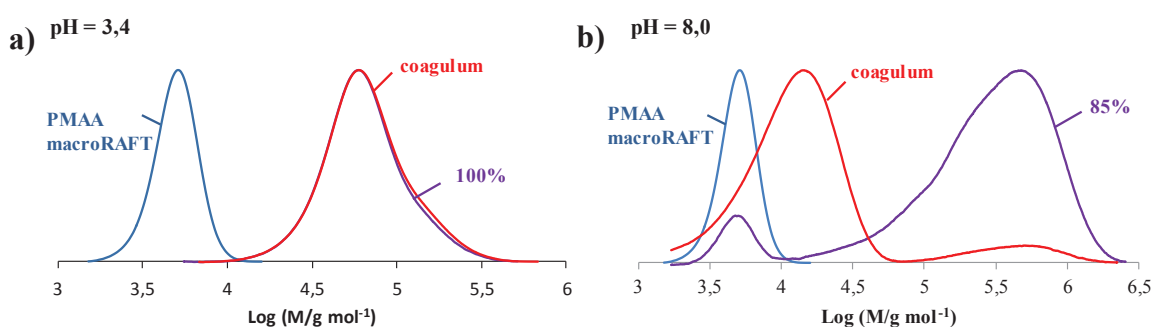 a) pH = 3,4
PMAA
macroRAFT
coagulum
100%
3 3,5 4 4,5 5 5,5 6
Log (M/g mol⁻¹)
b) pH = 8,0
PMAA
macroRAFT
coagulum
85%
3 3,5 4 4,5 5 5,5 6 6,5
Log (M/g mol⁻¹)